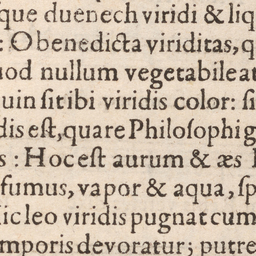 que duenech viridi & liq
: O benedicta viriditas, q
uod nullum vegetabile at
uin sit ibi viridis color: si
dis eſt, quare Philoſophi g
s : Hoc eſt aurum & æs
fumus, vapor & aqua, ſp
ic leo viridis pugnat cum
mporis devoratur; putre